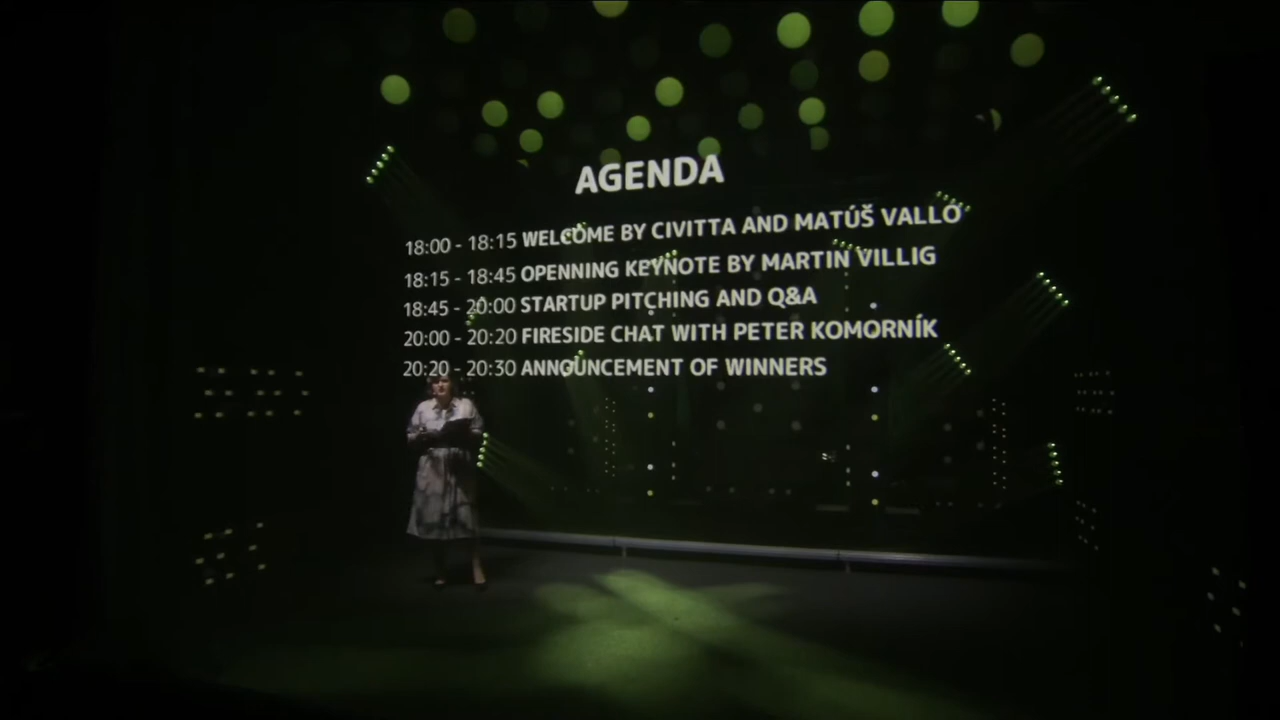 AGENDA
18:00 - 18:15 WELCOME BY CIVITTA AND MATÚŠ VALLO
18:15 - 18:45 OPENNING KEYNOTE BY MARTIN VILLIG
18:45 - 20:00 STARTUP PITCHING AND Q&A
20:00 - 20:20 FIRESIDE CHAT WITH PETER KOMORNÍK
20:20 - 20:30 ANNOUNCEMENT OF WINNERS